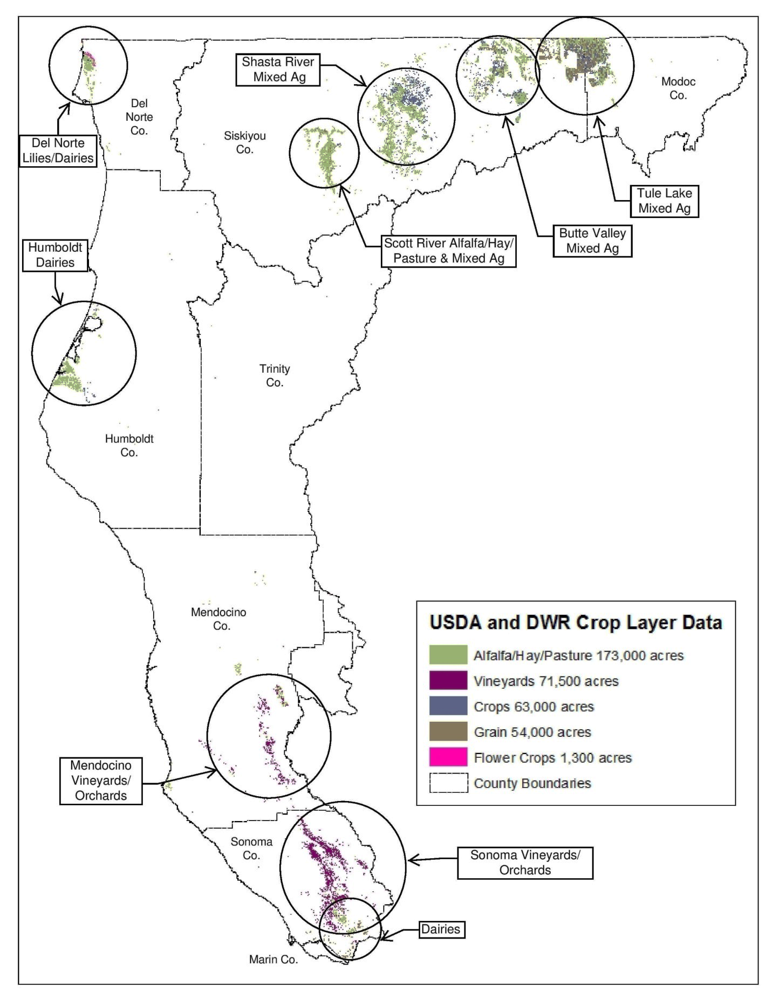 Shasta River
Mixed Ag
Modoc
Co.
Del
Norte
Co.
Siskiyou
Co.
Del Norte
Lilies/Dairies
Tule Lake
Mixed Ag
Butte Valley
Mixed Ag
Scott River Alfalfa/Hay/
Pasture & Mixed Ag
Humboldt
Dairies
Trinity
Co.
Humboldt
Co.
Mendocino
Co.
USDA and DWR Crop Layer Data
Alfalfa/Hay/Pasture 173,000 acres
Vineyards 71,500 acres
Crops 63,000 acres
Grain 54,000 acres
Flower Crops 1,300 acres
County Boundaries
Mendocino
Vineyards/
Orchards
Sonoma
Co.
Sonoma Vineyards/
Orchards
Dairies
Marin Co.